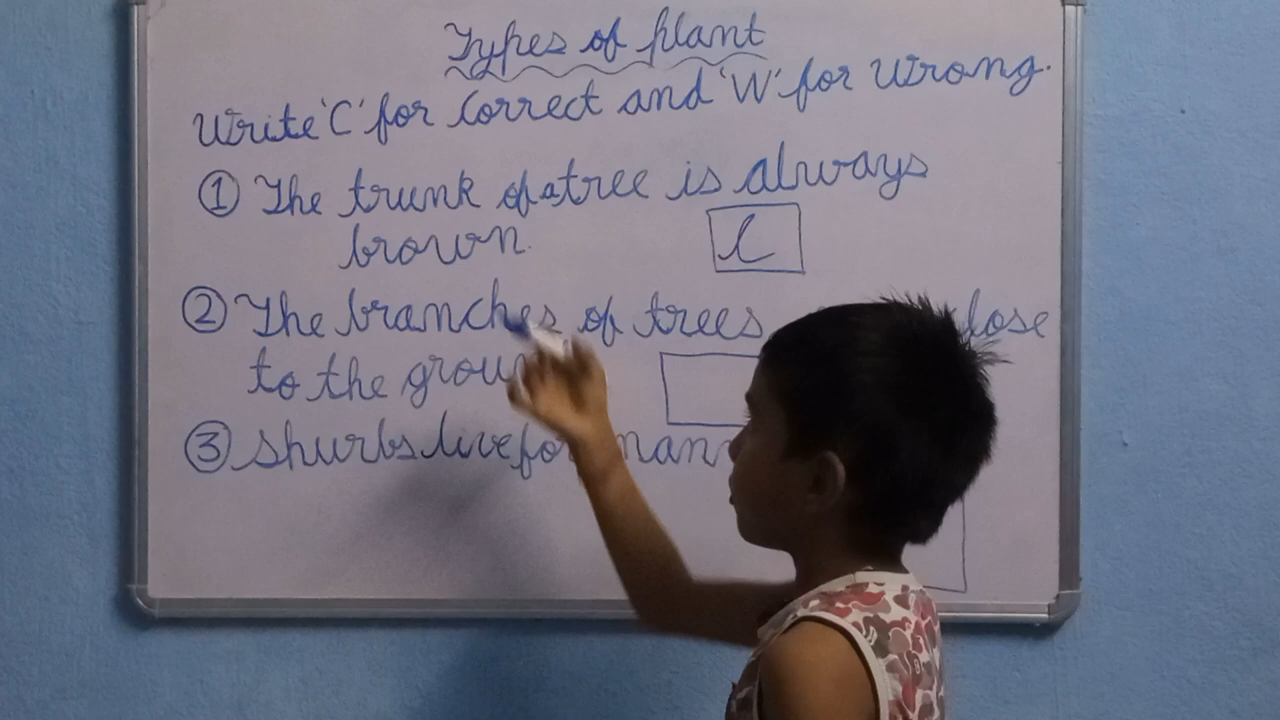 Types of plant
Write 'C' for Correct and 'W' for Wrong.
① The trunk of a tree is always
brown.
C
② The branches of trees
to the
③ Shurbs live